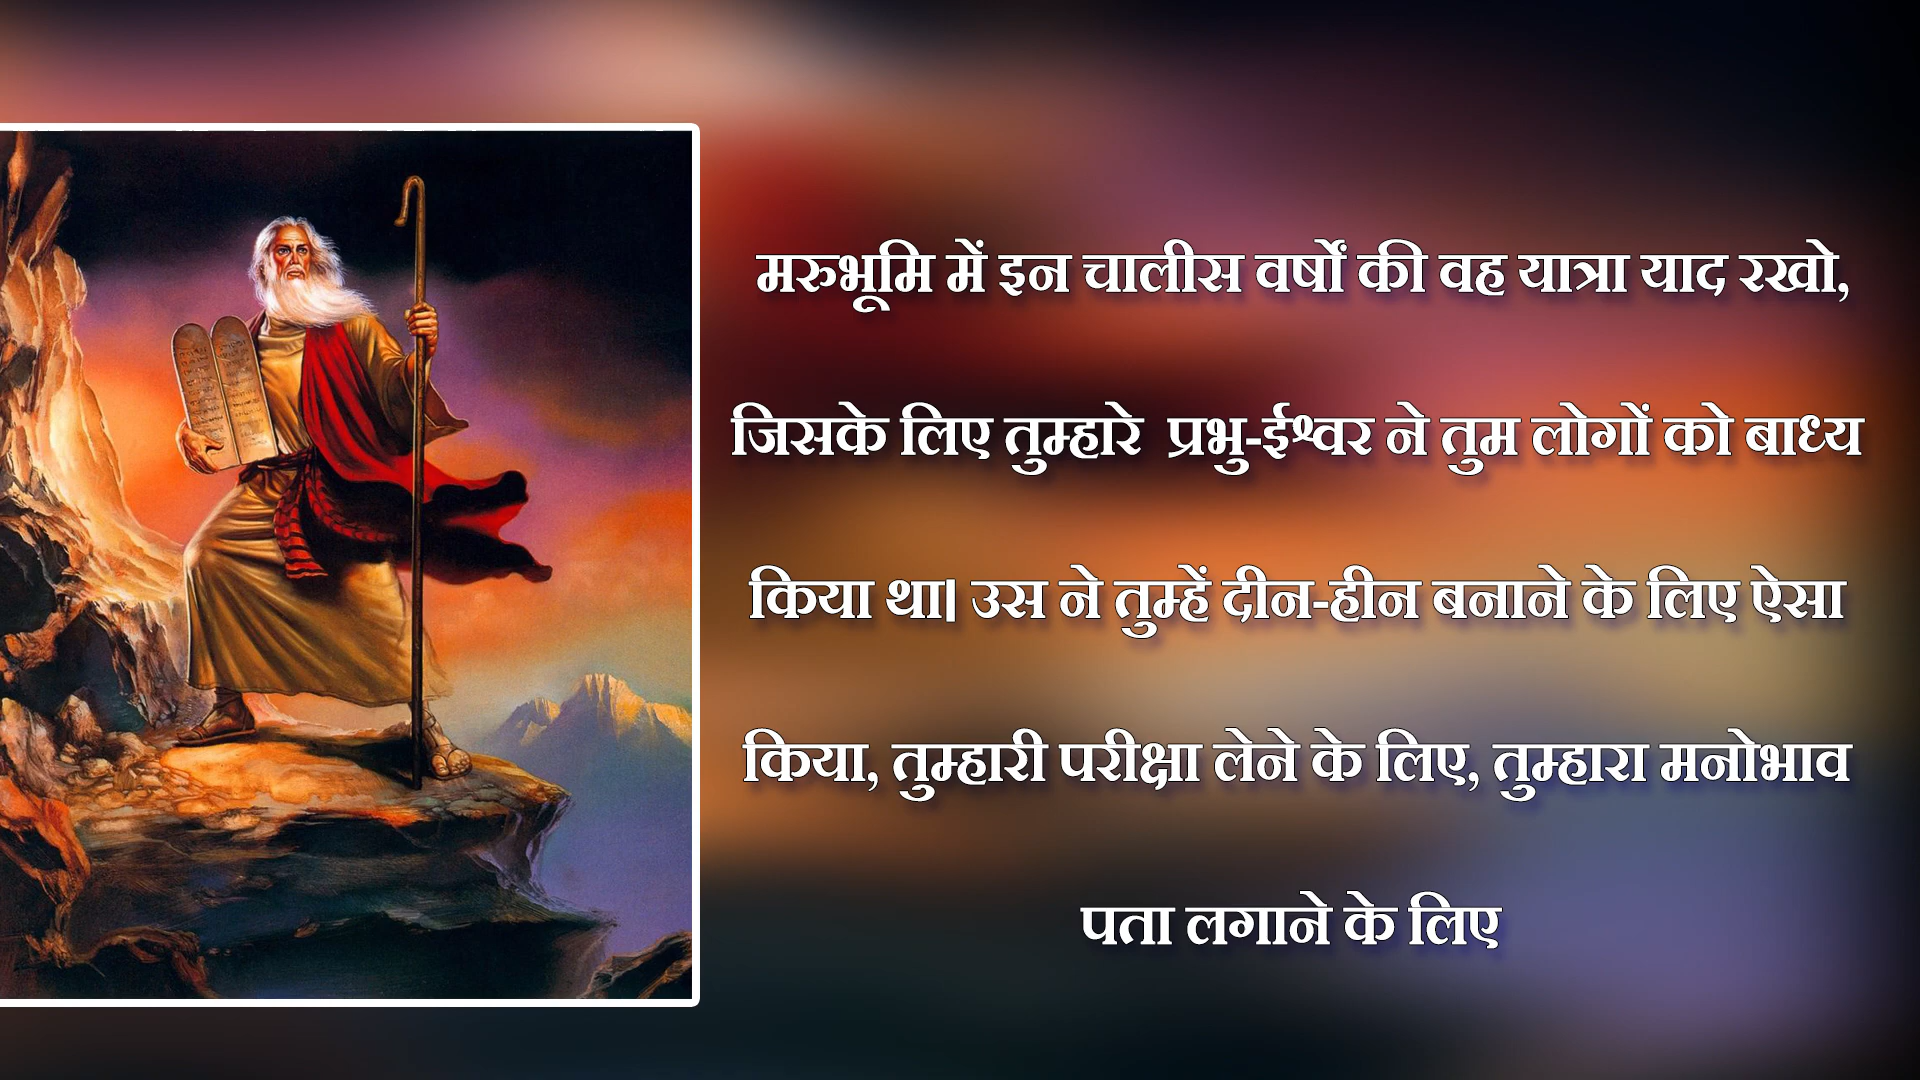 मरुभूमि में इन चालीस वर्षों की वह यात्रा याद रखो,
जिसके लिए तुम्हारे प्रभु-ईश्वर ने तुम लोगों को बाध्य
किया था। उस ने तुम्हें दीन-हीन बनाने के लिए ऐसा
किया, तुम्हारी परीक्षा लेने के लिए, तुम्हारा मनोभाव
पता लगाने के लिए